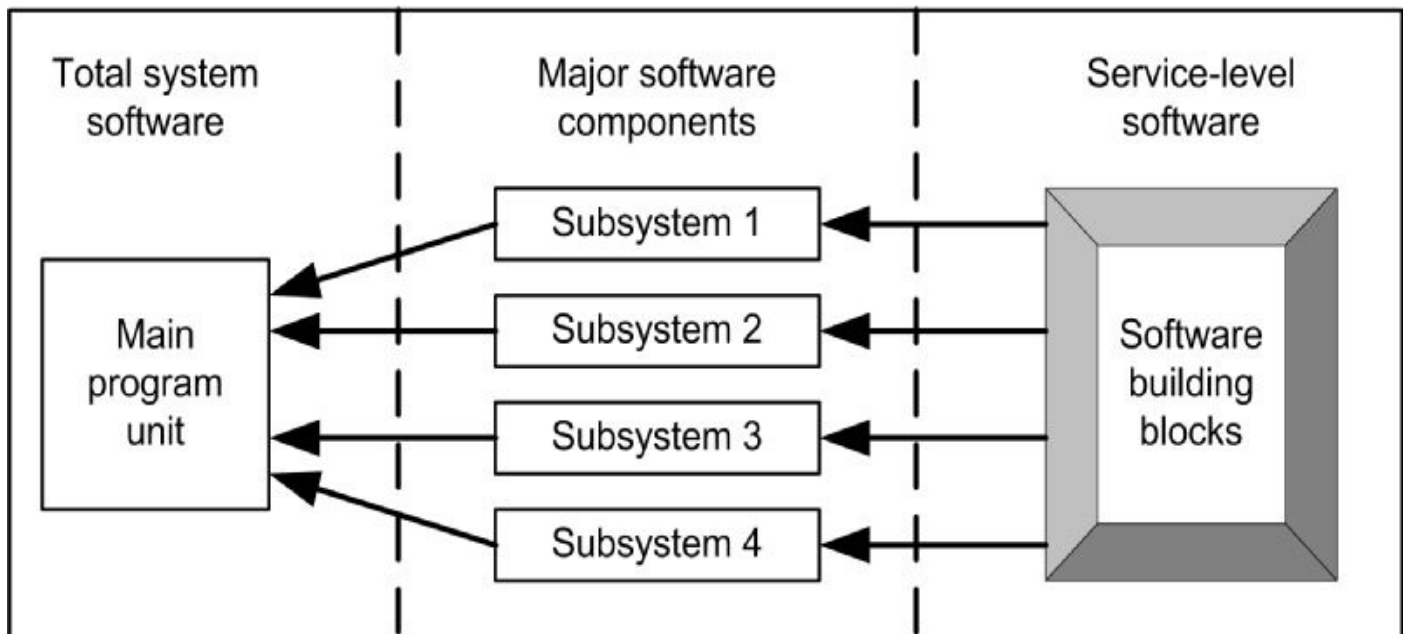 Total system
software
Major software
components
Service-level
software
Main
program
unit
Subsystem 1
Subsystem 2
Subsystem 3
Subsystem 4
Software
building
blocks